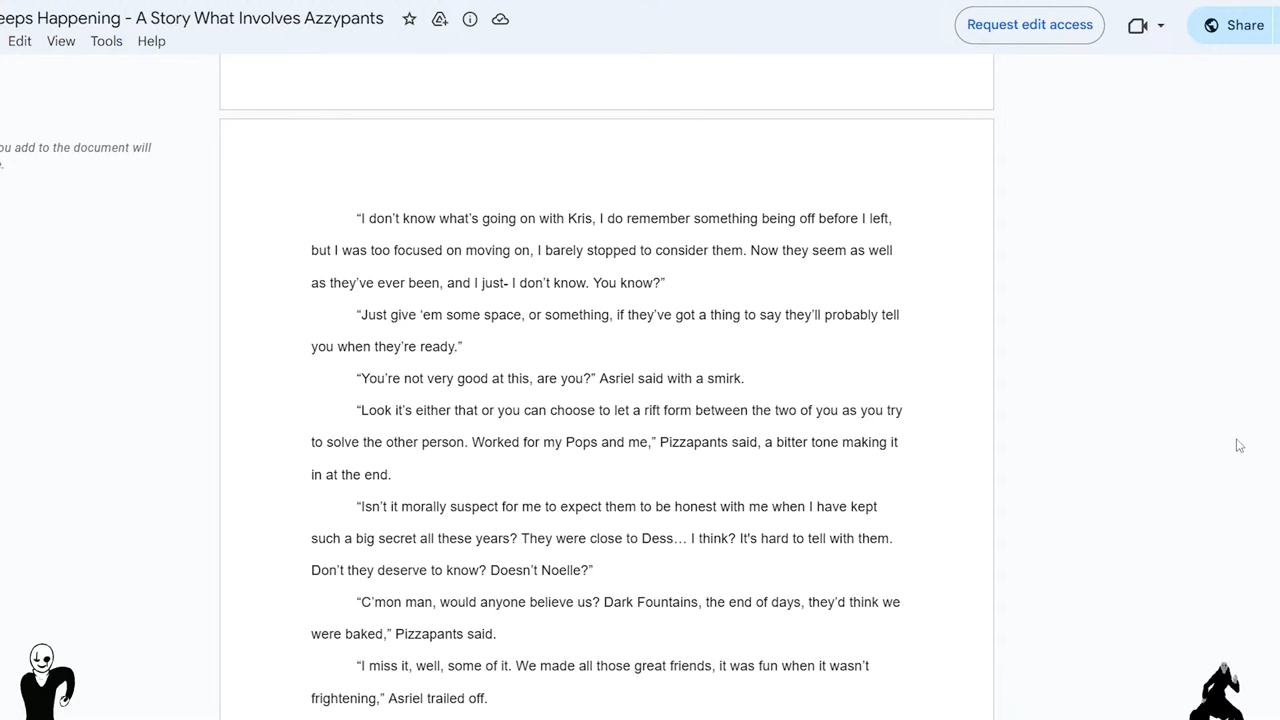 eeps Happening - A Story What Involves Azzypants
Request edit access
Share
Edit View Tools Help
ou add to the document will
e.
“I don’t know what’s going on with Kris, I do remember something being off before I left,
but I was too focused on moving on, I barely stopped to consider them. Now they seem as well
as they’ve ever been, and I just- I don’t know. You know?”
“Just give ‘em some space, or something, if they’ve got a thing to say they’ll probably tell
you when they’re ready.”
“You’re not very good at this, are you?” Asriel said with a smirk.
“Look it’s either that or you can choose to let a rift form between the two of you as you try
to solve the other person. Worked for my Pops and me,” Pizzapants said, a bitter tone making it
in at the end.
“Isn’t it morally suspect for me to expect them to be honest with me when I have kept
such a big secret all these years? They were close to Dess… I think? It's hard to tell with them.
Don’t they deserve to know? Doesn’t Noelle?”
“C’mon man, would anyone believe us? Dark Fountains, the end of days, they’d think we
were baked,” Pizzapants said.
“I miss it, well, some of it. We made all those great friends, it was fun when it wasn’t
frightening,” Asriel trailed off.